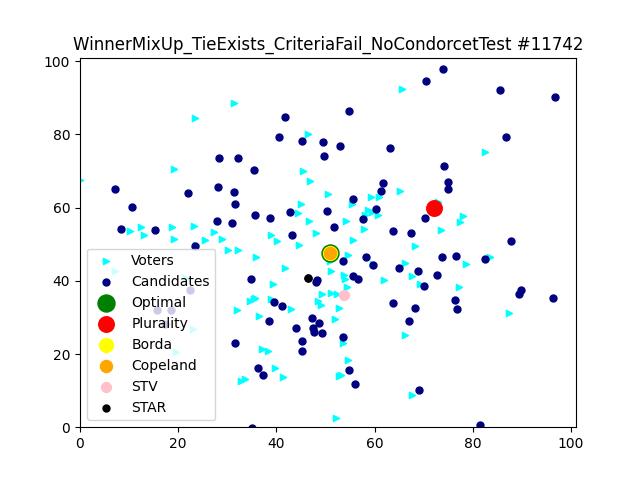 WinnerMixUp_TieExists_CriteriaFail_NoCondorcetTest #11742
100
80
60
40
20
0
Voters
Candidates
Optimal
Plurality
Borda
Copeland
STV
STAR
0 20 40 60 80 100